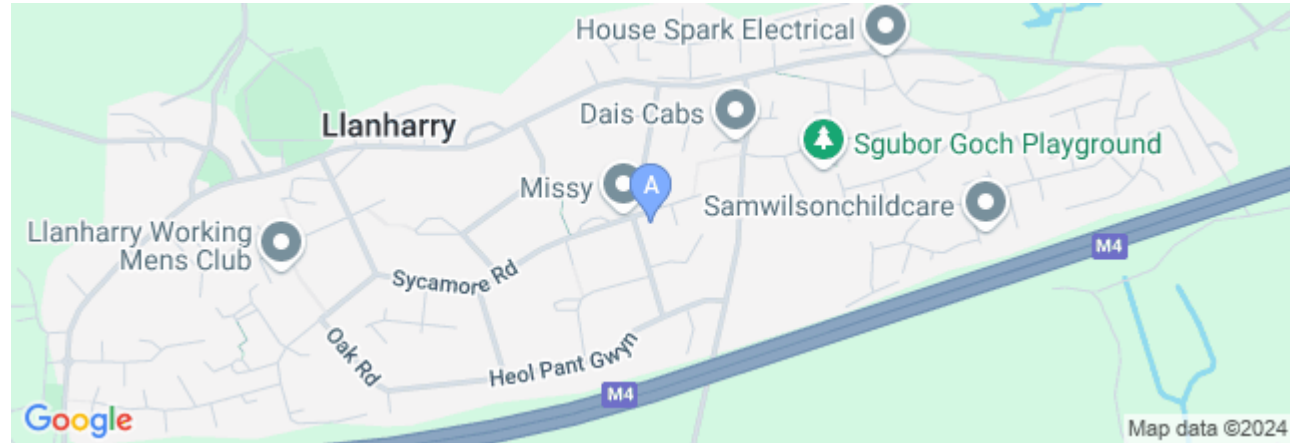 House Spark Electrical
Llanharry
Dais Cabs
Sgubor Goch Playground
Missy
A
Samwilsonchildcare
Llanharry Working
Mens Club
M4
Sycamore Rd
Oak Rd
Heol Pant Gwyn
M4
Google
Map data ©2024